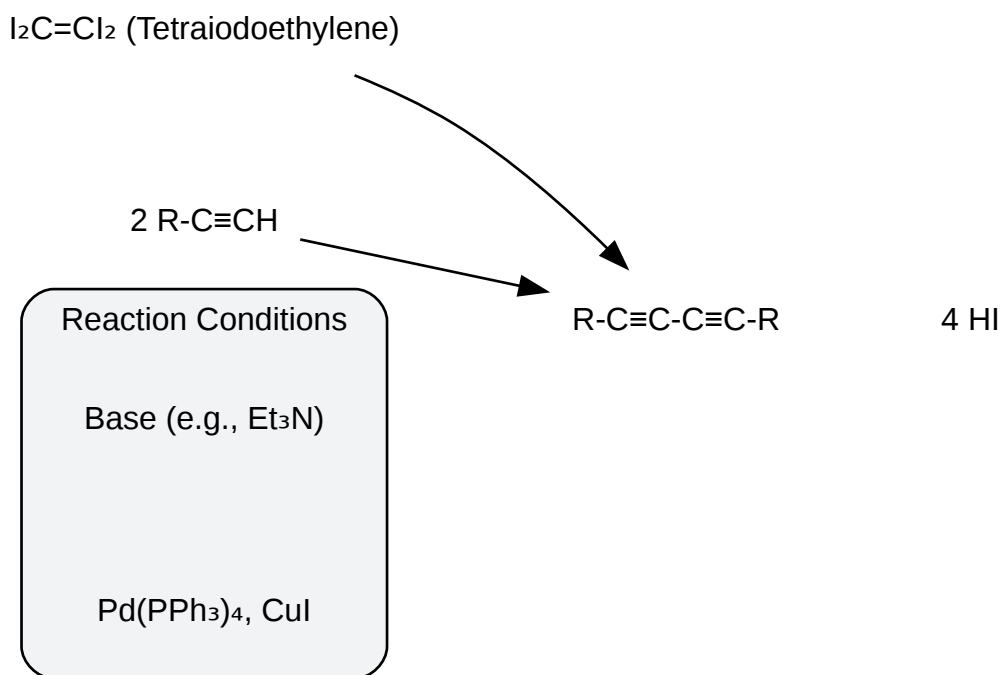 I₂C=CI₂ (Tetraiodoethylene)
2 R-C≡CH
Reaction Conditions
Base (e.g., Et₃N)
Pd(PPh₃)₄, CuI
R-C≡C-C≡C-R
4 HI